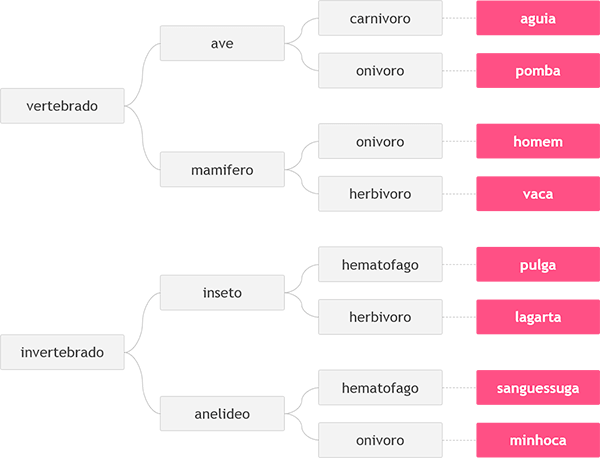 carnivoro
aguia
ave
onivoro
pomba
vertebrado
onivoro
homem
mamifero
herbivoro
vaca
hematofago
pulga
inseto
herbivoro
lagarta
invertebrado
hematofago
sanguessuga
anelideo
onivoro
minhoca